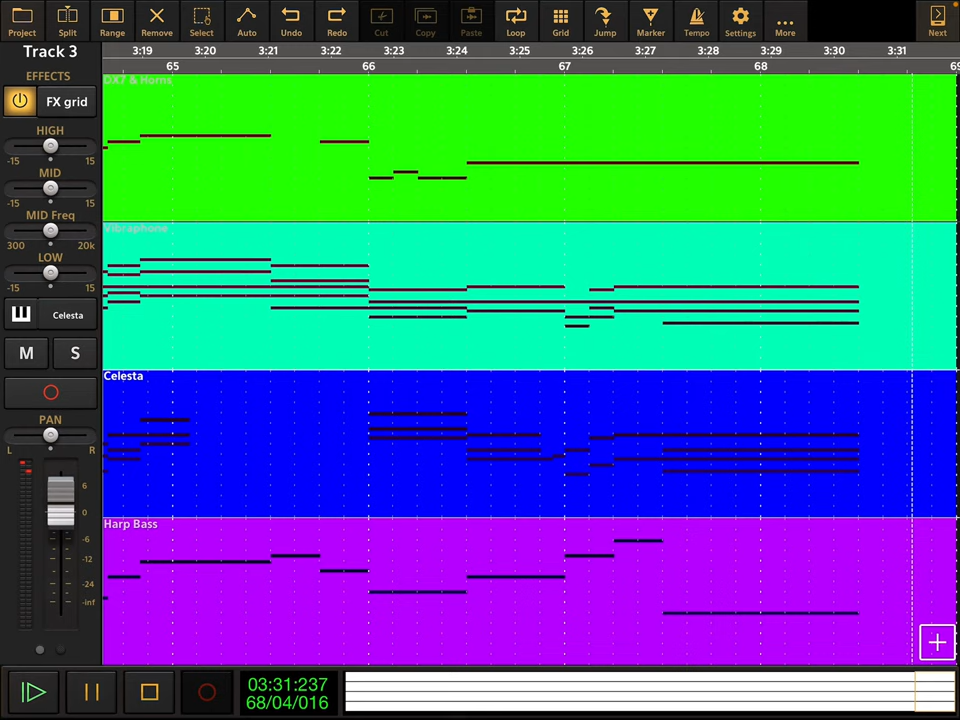 Project Split Range Remove Select Auto Undo Redo Cut Copy Paste Loop Grid Jump Marker Tempo Settings More Next
Track 3
3:19 3:20 3:21 3:22 3:23 3:24 3:25 3:26 3:27 3:28 3:29 3:30 3:31
65 66 67 68 69
EFFECTS
FX grid
HIGH
-15 15
MID
-15 15
MID Freq
300 20k
LOW
-15 15
Celesta
M S
PAN
L R
6
0
-6
-12
-24
-inf
DX7 & Horns
Vibraphone
Celesta
Harp Bass
03:31:237
68/04/016